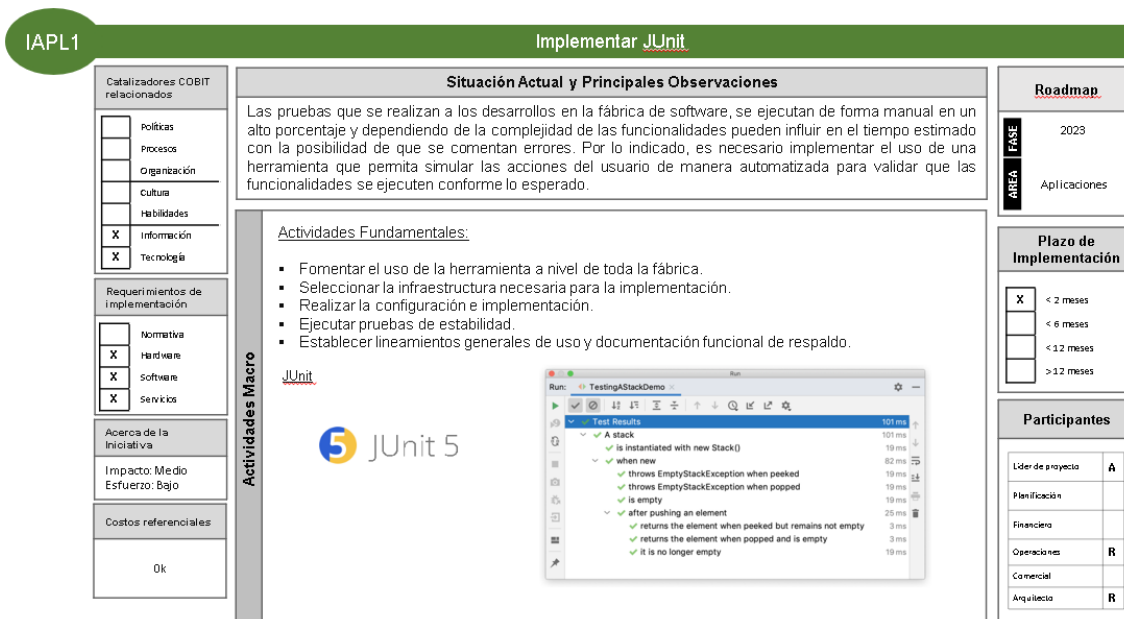 IAPL1
Implementar JUnit
Catalizadores COBIT
relacionados
Políticas
Procesos
Organización
Cultura
Habilidades
X Información
X Tecnología
Requerimientos de
implementación
Normativa
X Hardware
X Software
X Servicios
Acerca de la
Iniciativa
Impacto: Medio
Esfuerzo: Bajo
Costos referenciales
0k
Situación Actual y Principales Observaciones
Las pruebas que se realizan a los desarrollos en la fábrica de software, se ejecutan de forma manual en un
alto porcentaje y dependiendo de la complejidad de las funcionalidades pueden influir en el tiempo estimado
con la posibilidad de que se comentan errores. Por lo indicado, es necesario implementar el uso de una
herramienta que permita simular las acciones del usuario de manera automatizada para validar que las
funcionalidades se ejecuten conforme lo esperado.
Actividades Macro
Actividades Fundamentales:
▪ Fomentar el uso de la herramienta a nivel de toda la fábrica.
▪ Seleccionar la infraestructura necesaria para la implementación.
▪ Realizar la configuración e implementación.
▪ Ejecutar pruebas de estabilidad.
▪ Establecer lineamientos generales de uso y documentación funcional de respaldo.
JUnit
5 JUnit 5
Run
Run: TestingAStackDemo
Test Results 101 ms
A stack 101 ms
is instantiated with new Stack() 19 ms
when new 82 ms
throws EmptyStackException when peeked 19 ms
throws EmptyStackException when popped 19 ms
is empty 19 ms
after pushing an element 25 ms
returns the element when peeked but remains not empty 3 ms
returns the element when popped and is empty 3 ms
it is no longer empty 19 ms
Roadmap
FASE 2023
AREA Aplicaciones
Plazo de
Implementación
X < 2 meses
< 6 meses
<12 meses
>12 meses
Participantes
Líder de proyecto A
Planificación
Financiero
Operaciones R
Comercial
Arquitecto R